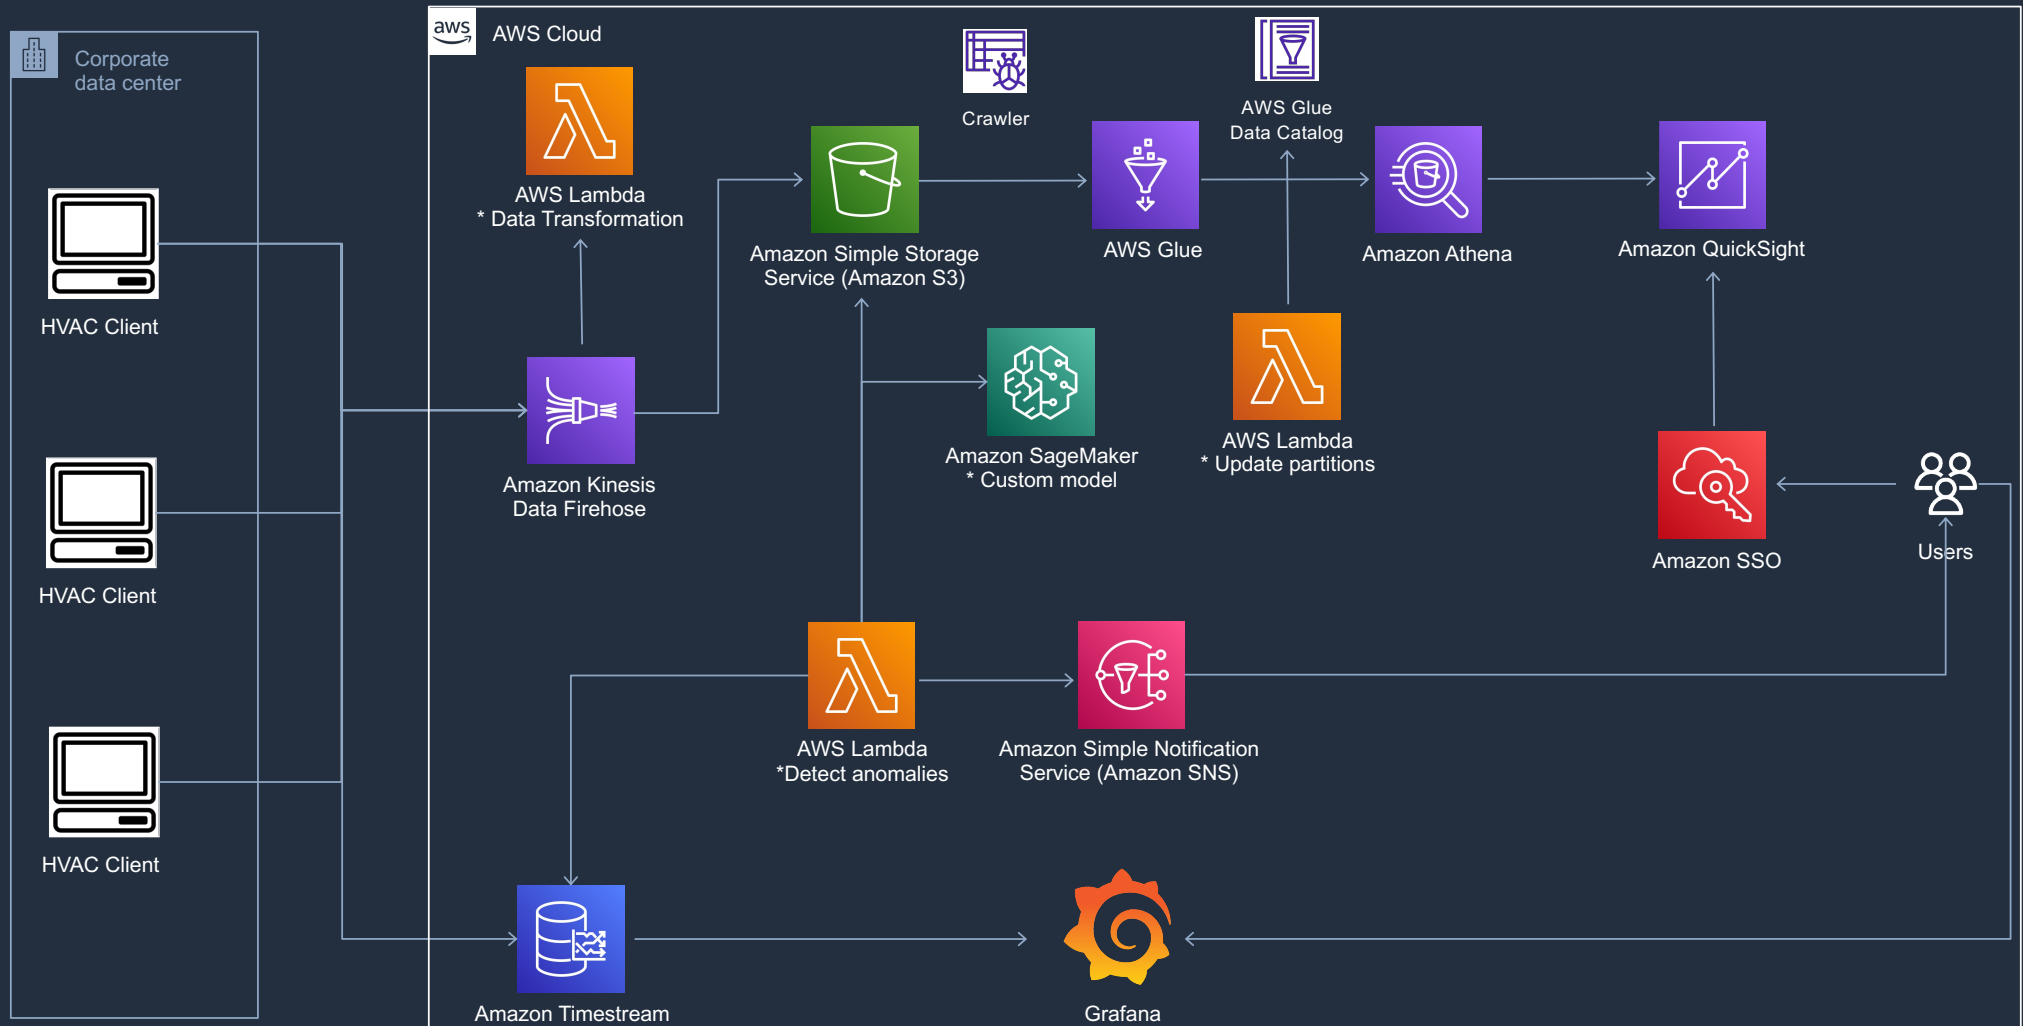 aws
AWS Cloud
Corporate
data center
Crawler
AWS Glue
Data Catalog
AWS Lambda
* Data Transformation
Amazon Simple Storage
Service (Amazon S3)
AWS Glue
Amazon Athena
Amazon QuickSight
HVAC Client
Amazon Kinesis
Data Firehose
Amazon SageMaker
* Custom model
AWS Lambda
* Update partitions
Amazon SSO
Users
HVAC Client
AWS Lambda
*Detect anomalies
Amazon Simple Notification
Service (Amazon SNS)
HVAC Client
Amazon Timestream
Grafana